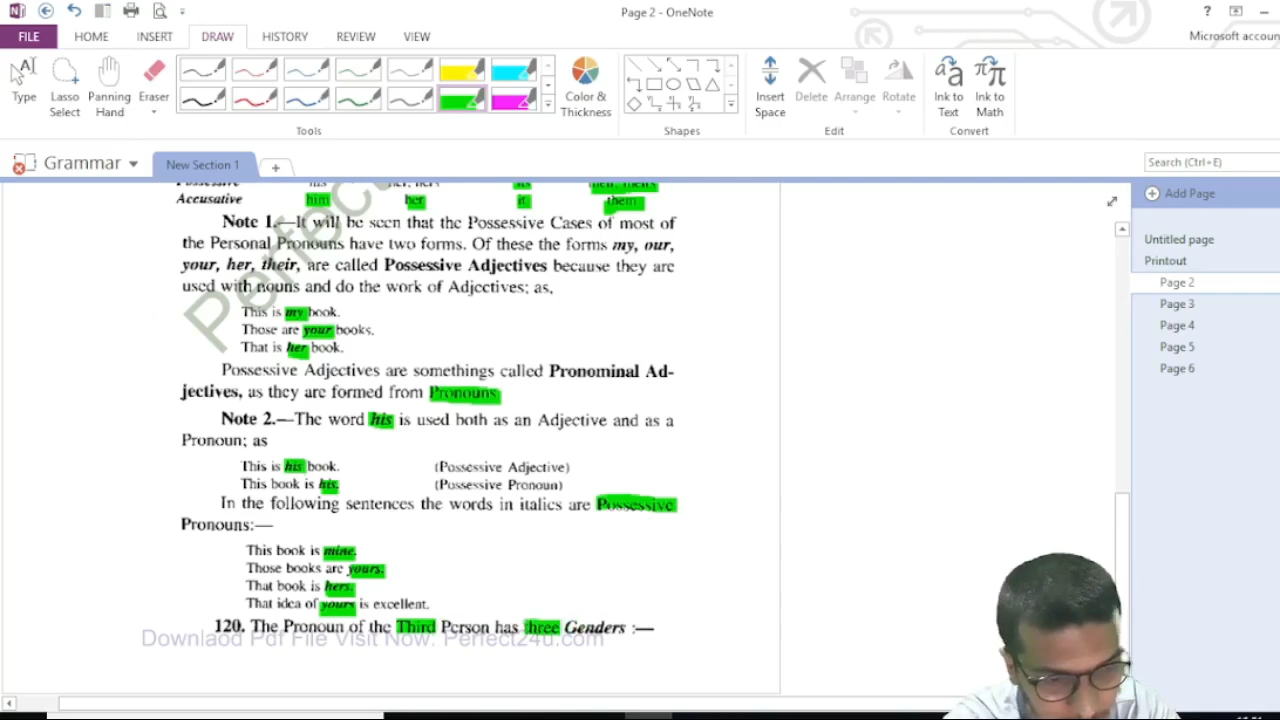 Page 2 - OneNote
?
FILE HOME INSERT DRAW HISTORY REVIEW VIEW
Microsoft accoun
Type
Lasso Select
Panning Hand
Eraser
Color & Thickness
Insert Space
Delete
Arrange
Rotate
Ink to Text
Ink to Math
Tools
Shapes
Edit
Convert
Grammar
New Section 1
Search (Ctrl+E)
Add Page
Untitled page
Printout
Page 2
Page 3
Page 4
Page 5
Page 6
Possessive his her, hers its their, theirs
Accusative him her it them
Note 1.—It will be seen that the Possessive Cases of most of
the Personal Pronouns have two forms. Of these the forms my, our,
your, her, their, are called Possessive Adjectives because they are
used with nouns and do the work of Adjectives; as,
This is my book.
Those are your books.
That is her book.
Possessive Adjectives are somethings called Pronominal Ad-
jectives, as they are formed from Pronouns
Note 2.—The word his is used both as an Adjective and as a
Pronoun; as
This is his book. (Possessive Adjective)
This book is his. (Possessive Pronoun)
In the following sentences the words in italics are Possessive
Pronouns:—
This book is mine.
Those books are yours.
That book is hers.
That idea of yours is excellent.
120. The Pronoun of the Third Person has three Genders :—
Downlaod Pdf File Visit Now. Perfect24u.com
Perfec